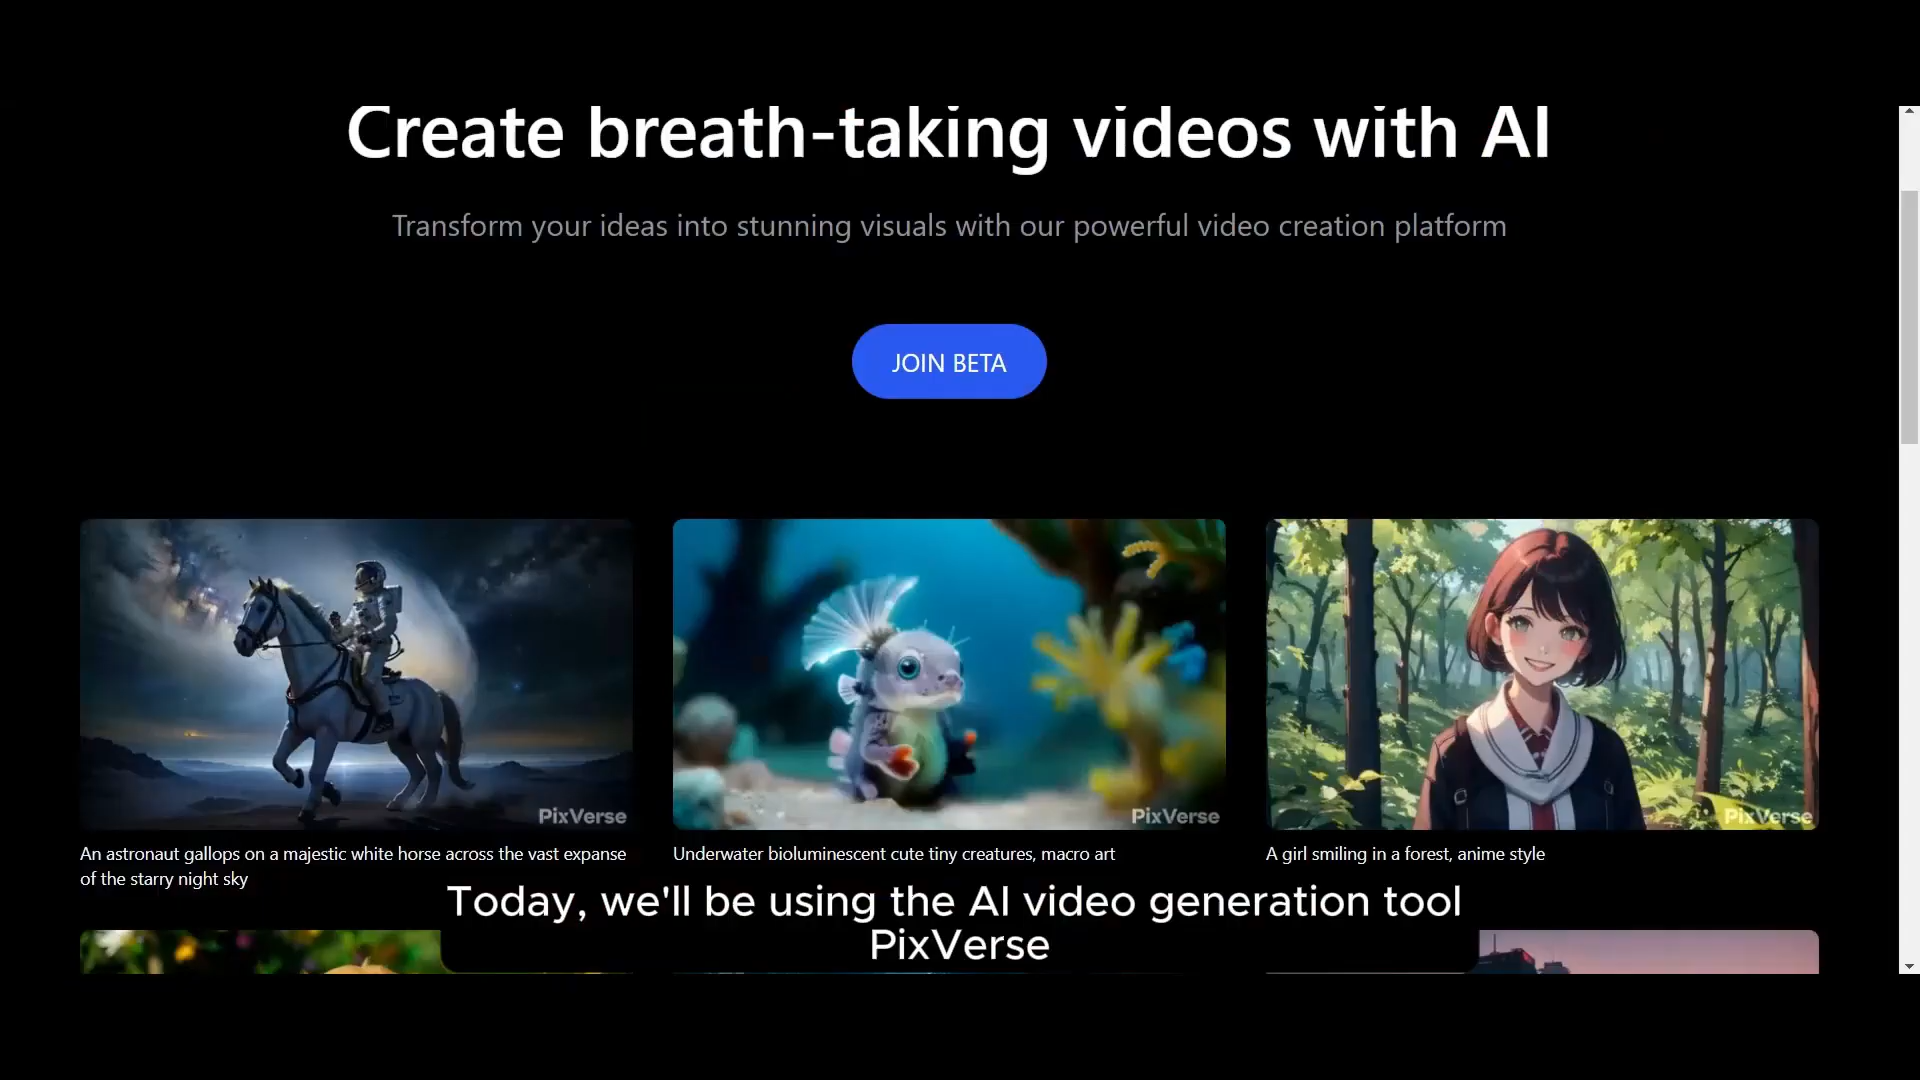 Create breath-taking videos with AI
Transform your ideas into stunning visuals with our powerful video creation platform
JOIN BETA
PixVerse
PixVerse
PixVerse
An astronaut gallops on a majestic white horse across the vast expanse
of the starry night sky
Underwater bioluminescent cute tiny creatures, macro art
A girl smiling in a forest, anime style
Today, we'll be using the AI video generation tool
PixVerse